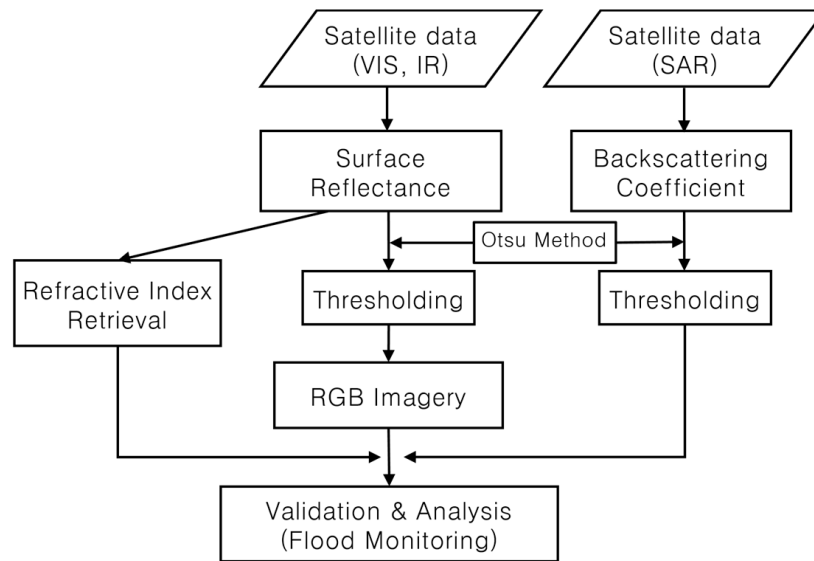 Satellite data
(VIS, IR)
Satellite data
(SAR)
Surface
Reflectance
Backscattering
Coefficient
Otsu Method
Refractive Index
Retrieval
Thresholding
Thresholding
RGB Imagery
Validation & Analysis
(Flood Monitoring)